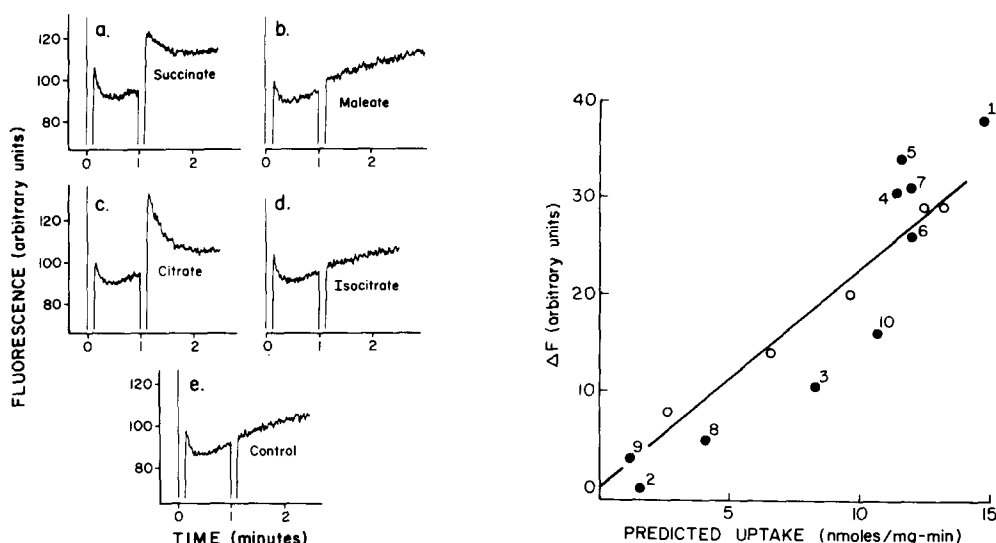 FLUORESCENCE (arbitrary units)
a.
120
100
80
Succinate
0 1 2
b.
Maleate
0 1 2
c.
120
100
80
Citrate
0 1 2
d.
Isocitrate
0 1 2
e.
120
100
80
Control
0 1 2
TIME (minutes)
ΔF (arbitrary units)
40
30
20
10
0
1
5
7
4
6
10
3
8
9
2
5 10 15
PREDICTED UPTAKE (nmoles/mg-min)